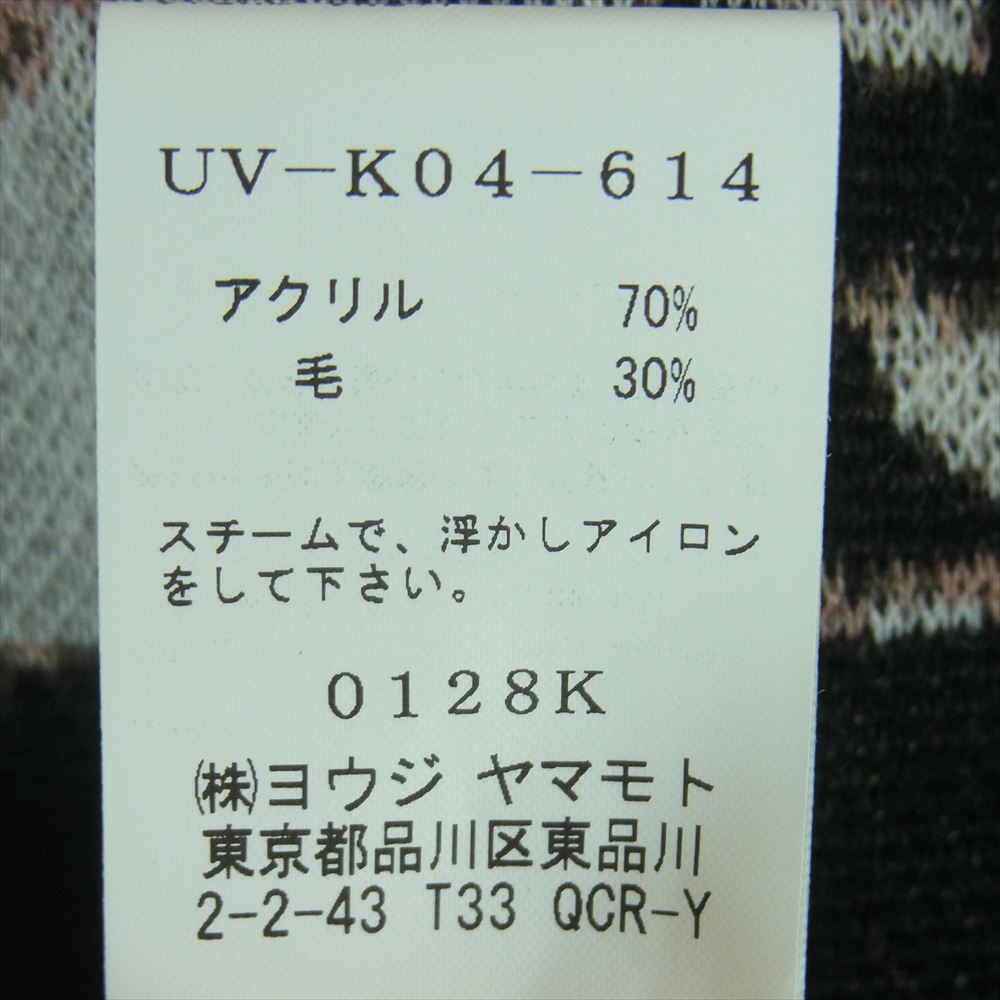 UV-K04-614
アクリル 70%
毛 30%
スチームで、浮かしアイロン
をして下さい。
0128K
㈱ヨウジ ヤマモト
東京都品川区東品川
2-2-43 T33 QCR-Y